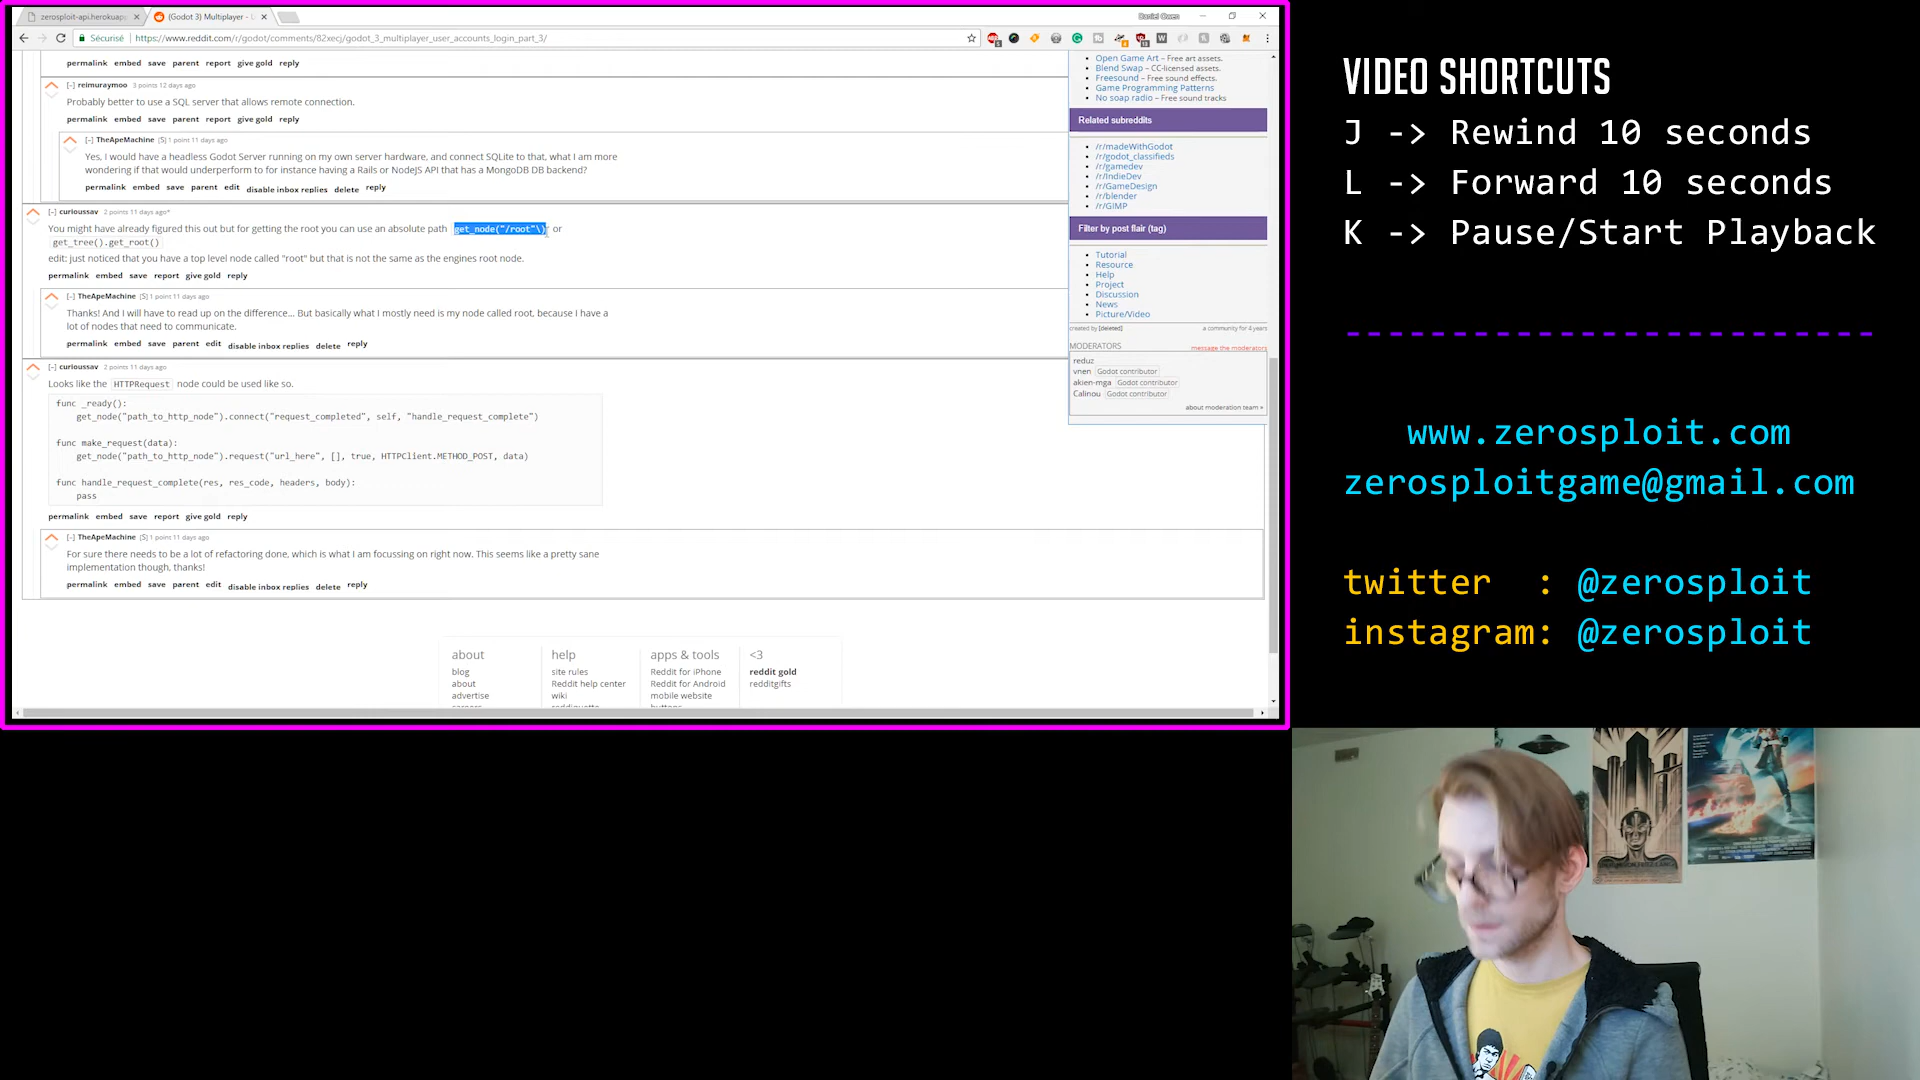 zerosploit-api.herokuap
(Godot 3) Multiplayer - 
Daniel Owen
Sécurisé
https://www.reddit.com/r/godot/comments/82xecj/godot_3_multiplayer_user_accounts_login_part_3/
permalink embed save parent report give gold reply
[-] reimuraymoo 3 points 12 days ago
Probably better to use a SQL server that allows remote connection.
permalink embed save parent report give gold reply
[-] TheApeMachine [S] 1 point 11 days ago
Yes, I would have a headless Godot Server running on my own server hardware, and connect SQLite to that, what I am more
wondering if that would underperform to for instance having a Rails or NodeJS API that has a MongoDB DB backend?
permalink embed save parent edit disable inbox replies delete reply
[-] curioussav 2 points 11 days ago*
You might have already figured this out but for getting the root you can use an absolute path get_node("/root"\) or
get_tree().get_root()
edit: just noticed that you have a top level node called "root" but that is not the same as the engines root node.
permalink embed save report give gold reply
[-] TheApeMachine [S] 1 point 11 days ago
Thanks! And I will have to read up on the difference... But basically what I mostly need is my node called root, because I have a
lot of nodes that need to communicate.
permalink embed save parent edit disable inbox replies delete reply
[-] curioussav 2 points 11 days ago
Looks like the HTTPRequest node could be used like so.
func _ready():
get_node("path_to_http_node").connect("request_completed", self, "handle_request_complete")
func make_request(data):
get_node("path_to_http_node").request("url_here", [], true, HTTPClient.METHOD_POST, data)
func handle_request_complete(res, res_code, headers, body):
pass
permalink embed save report give gold reply
[-] TheApeMachine [S] 1 point 11 days ago
For sure there needs to be a lot of refactoring done, which is what I am focussing on right now. This seems like a pretty sane
implementation though, thanks!
permalink embed save parent edit disable inbox replies delete reply
Open Game Art – Free art assets.
Blend Swap – CC-licensed assets.
Freesound – Free sound effects.
Game Programming Patterns
No soap radio – Free sound tracks
Related subreddits
/r/madeWithGodot
/r/godot_classifieds
/r/gamedev
/r/IndieDev
/r/GameDesign
/r/blender
/r/GIMP
Filter by post flair (tag)
Tutorial
Resource
Help
Project
Discussion
News
Picture/Video
created by [deleted] a community for 4 years
MODERATORS message the moderators
reduz
vnen Godot contributor
akien-mga Godot contributor
Calinou Godot contributor
about moderation team »
about
blog
about
advertise
careers
help
site rules
Reddit help center
wiki
reddiquette
apps & tools
Reddit for iPhone
Reddit for Android
mobile website
buttons
<3
reddit gold
redditgifts
VIDEO SHORTCUTS
J -> Rewind 10 seconds
L -> Forward 10 seconds
K -> Pause/Start Playback
www.zerosploit.com
zerosploitgame@gmail.com
twitter : @zerosploit
instagram: @zerosploit